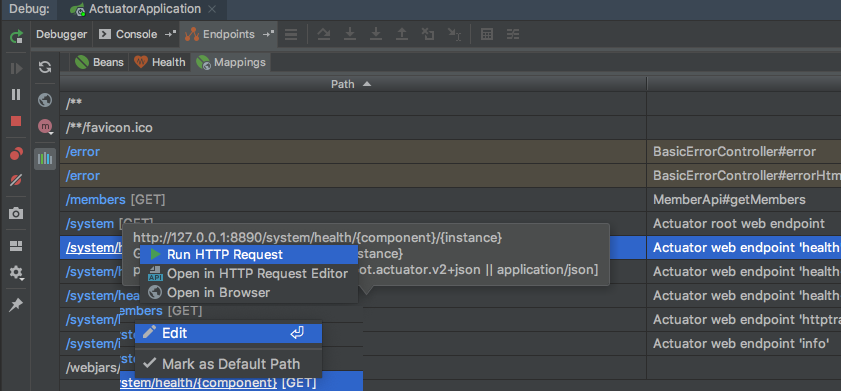 Debug: ActuatorApplication
Debugger Console Endpoints
Beans Health Mappings
Path
/**
/**/favicon.ico
/error BasicErrorController#error
/error BasicErrorController#errorHtm
/members [GET] MemberApi#getMembers
/system [GET] Actuator root web endpoint
http://127.0.0.1:8890/system/health/{component}/{instance}
/system/h Actuator web endpoint 'health
Run HTTP Request
stance}
/system/h Actuator web endpoint 'health
Open in HTTP Request Editor
ot.actuator.v2+json || application/json]
/system/hea Actuator web endpoint 'health
Open in Browser
embers [GET]
/system/ Actuator web endpoint 'httptra
Edit
/system/ Actuator web endpoint 'info'
/webjars/
Mark as Default Path
ystem/health/{component} [GET]